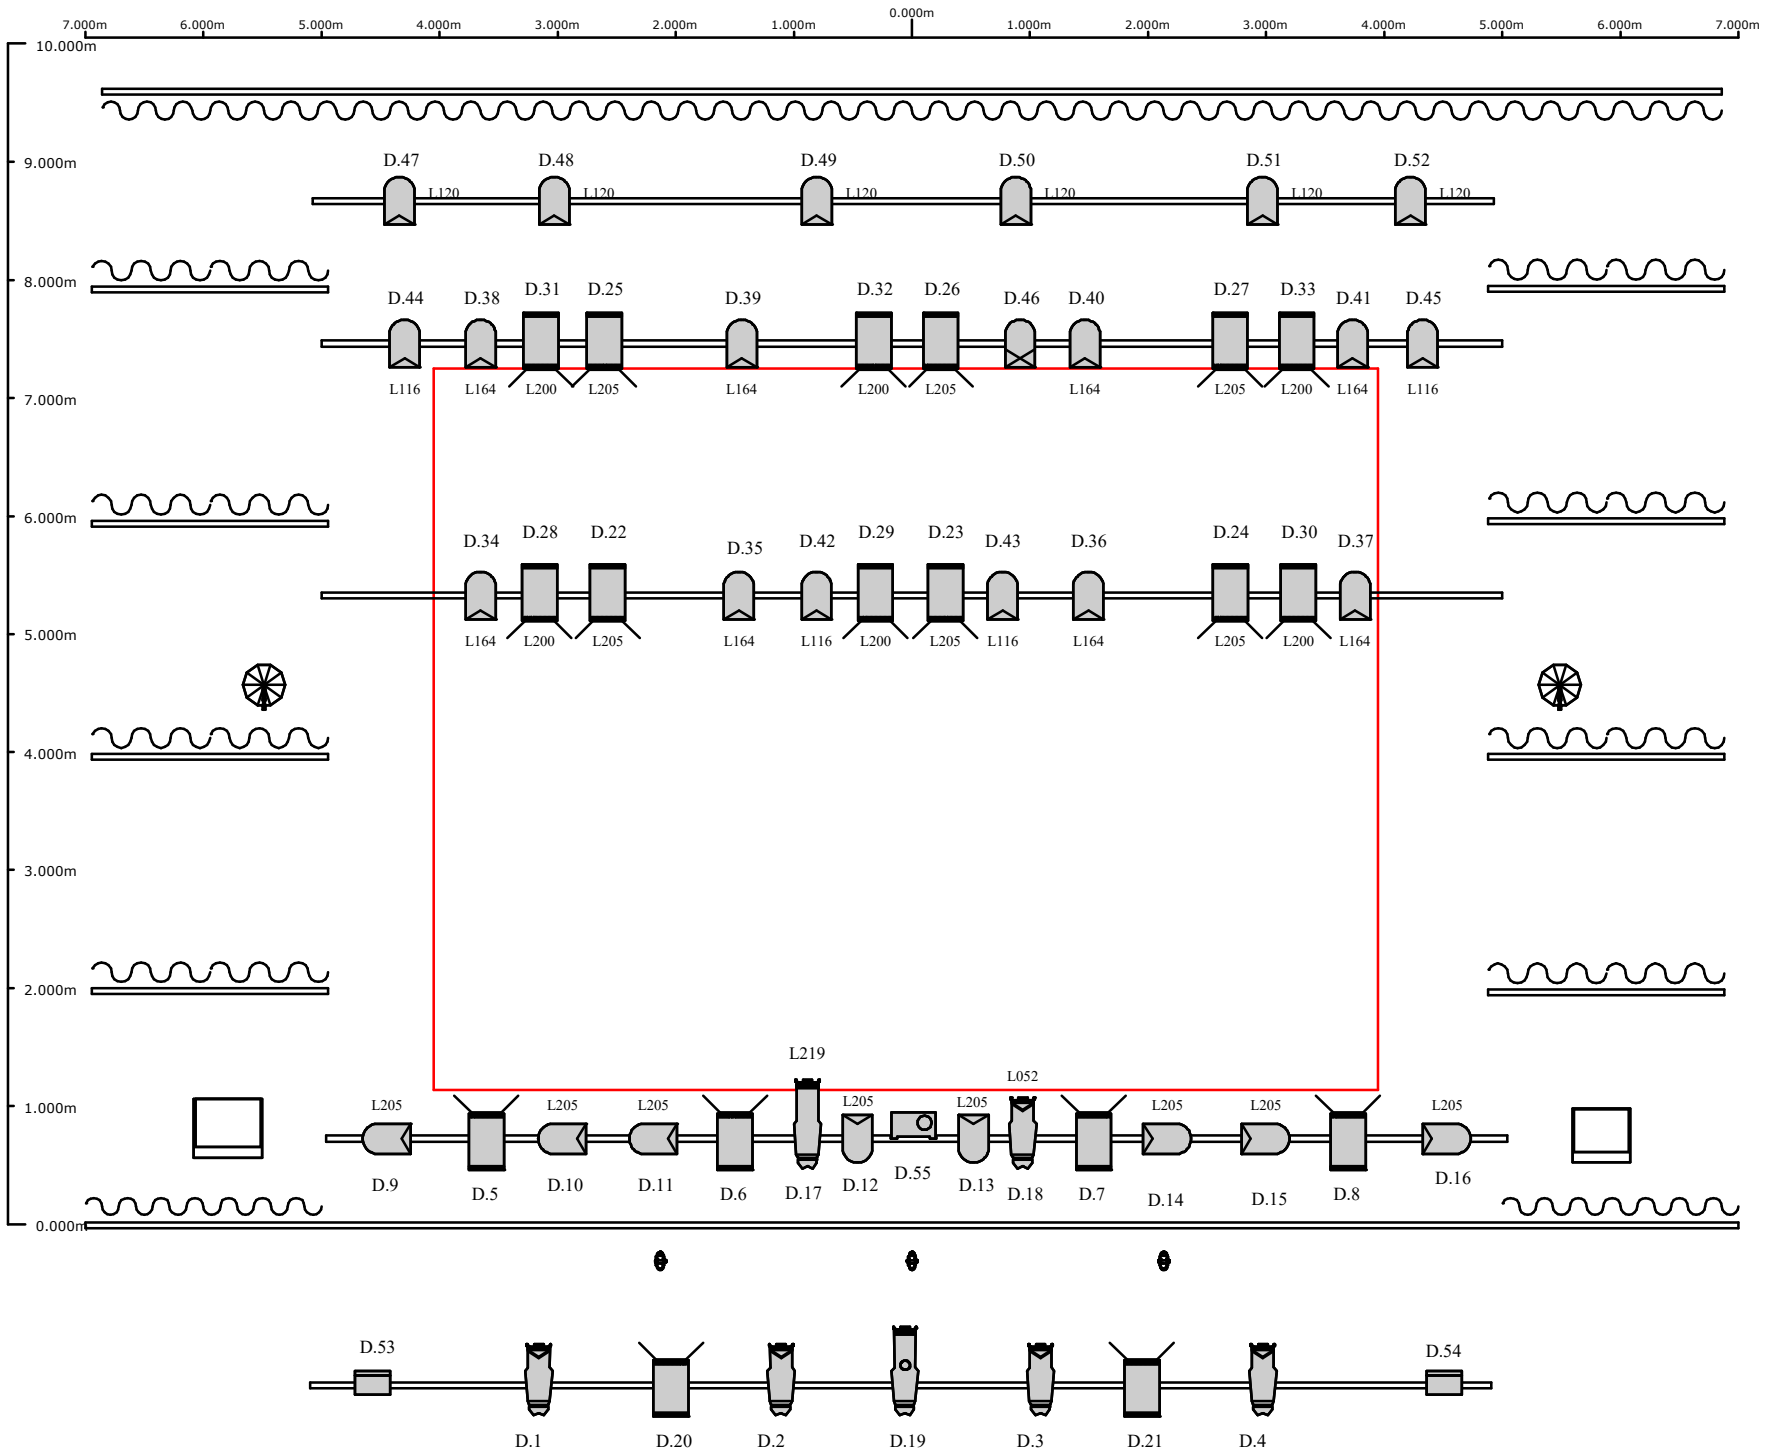 0.000m
7.000m 6.000m 5.000m 4.000m 3.000m 2.000m 1.000m 1.000m 2.000m 3.000m 4.000m 5.000m 6.000m 7.000m
10.000m
9.000m
D.47 D.48 D.49 D.50 D.51 D.52
L120 L120 L120 L120 L120 L120
8.000m
D.44 D.38 D.31 D.25 D.39 D.32 D.26 D.46 D.40 D.27 D.33 D.41 D.45
L116 L164 L200 L205 L164 L200 L205 L164 L205 L200 L164 L116
7.000m
6.000m
D.34 D.28 D.22 D.35 D.42 D.29 D.23 D.43 D.36 D.24 D.30 D.37
L164 L200 L205 L164 L116 L200 L205 L116 L164 L205 L200 L164
5.000m
4.000m
3.000m
2.000m
L219
L052
1.000m
L205 L205 L205 L205 L205 L205 L205 L205
D.9 D.5 D.10 D.11 D.6 D.17 D.12 D.55 D.13 D.18 D.7 D.14 D.15 D.8 D.16
0.000m
D.53 D.54
D.1 D.20 D.2 D.19 D.3 D.21 D.4